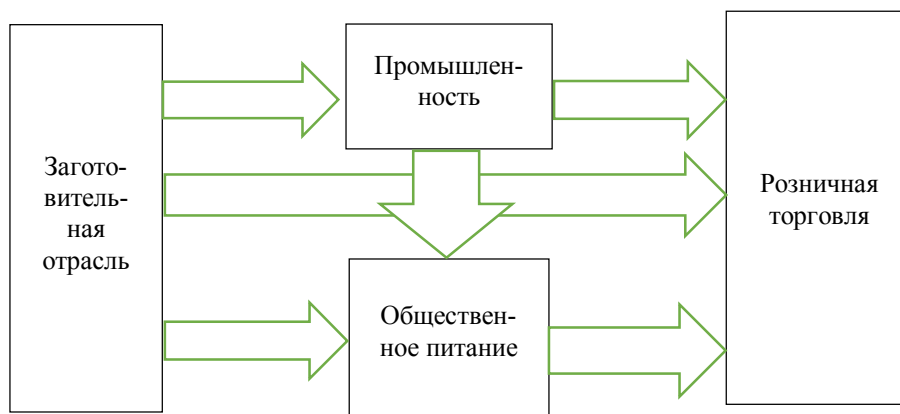 Промышлен-
ность
Загото-
витель-
ная
отрасль
Розничная
торговля
Обществен-
ное питание